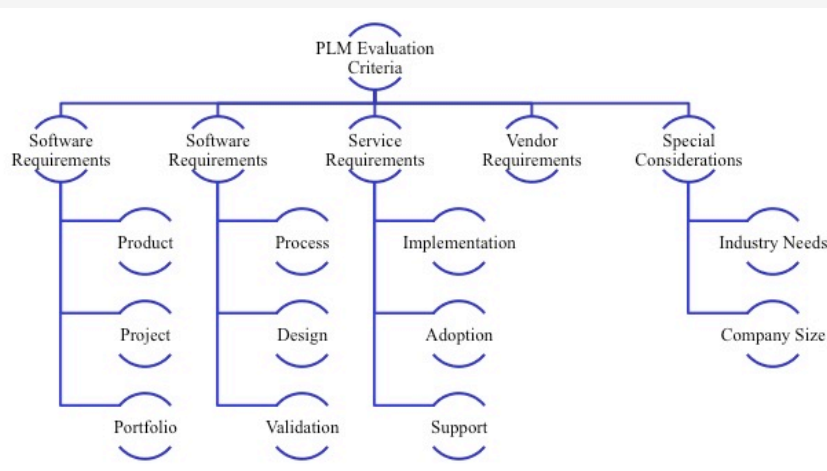 PLM Evaluation
Criteria
Software
Requirements
Software
Requirements
Service
Requirements
Vendor
Requirements
Special
Considerations
Product
Process
Implementation
Industry Needs
Project
Design
Adoption
Company Size
Portfolio
Validation
Support